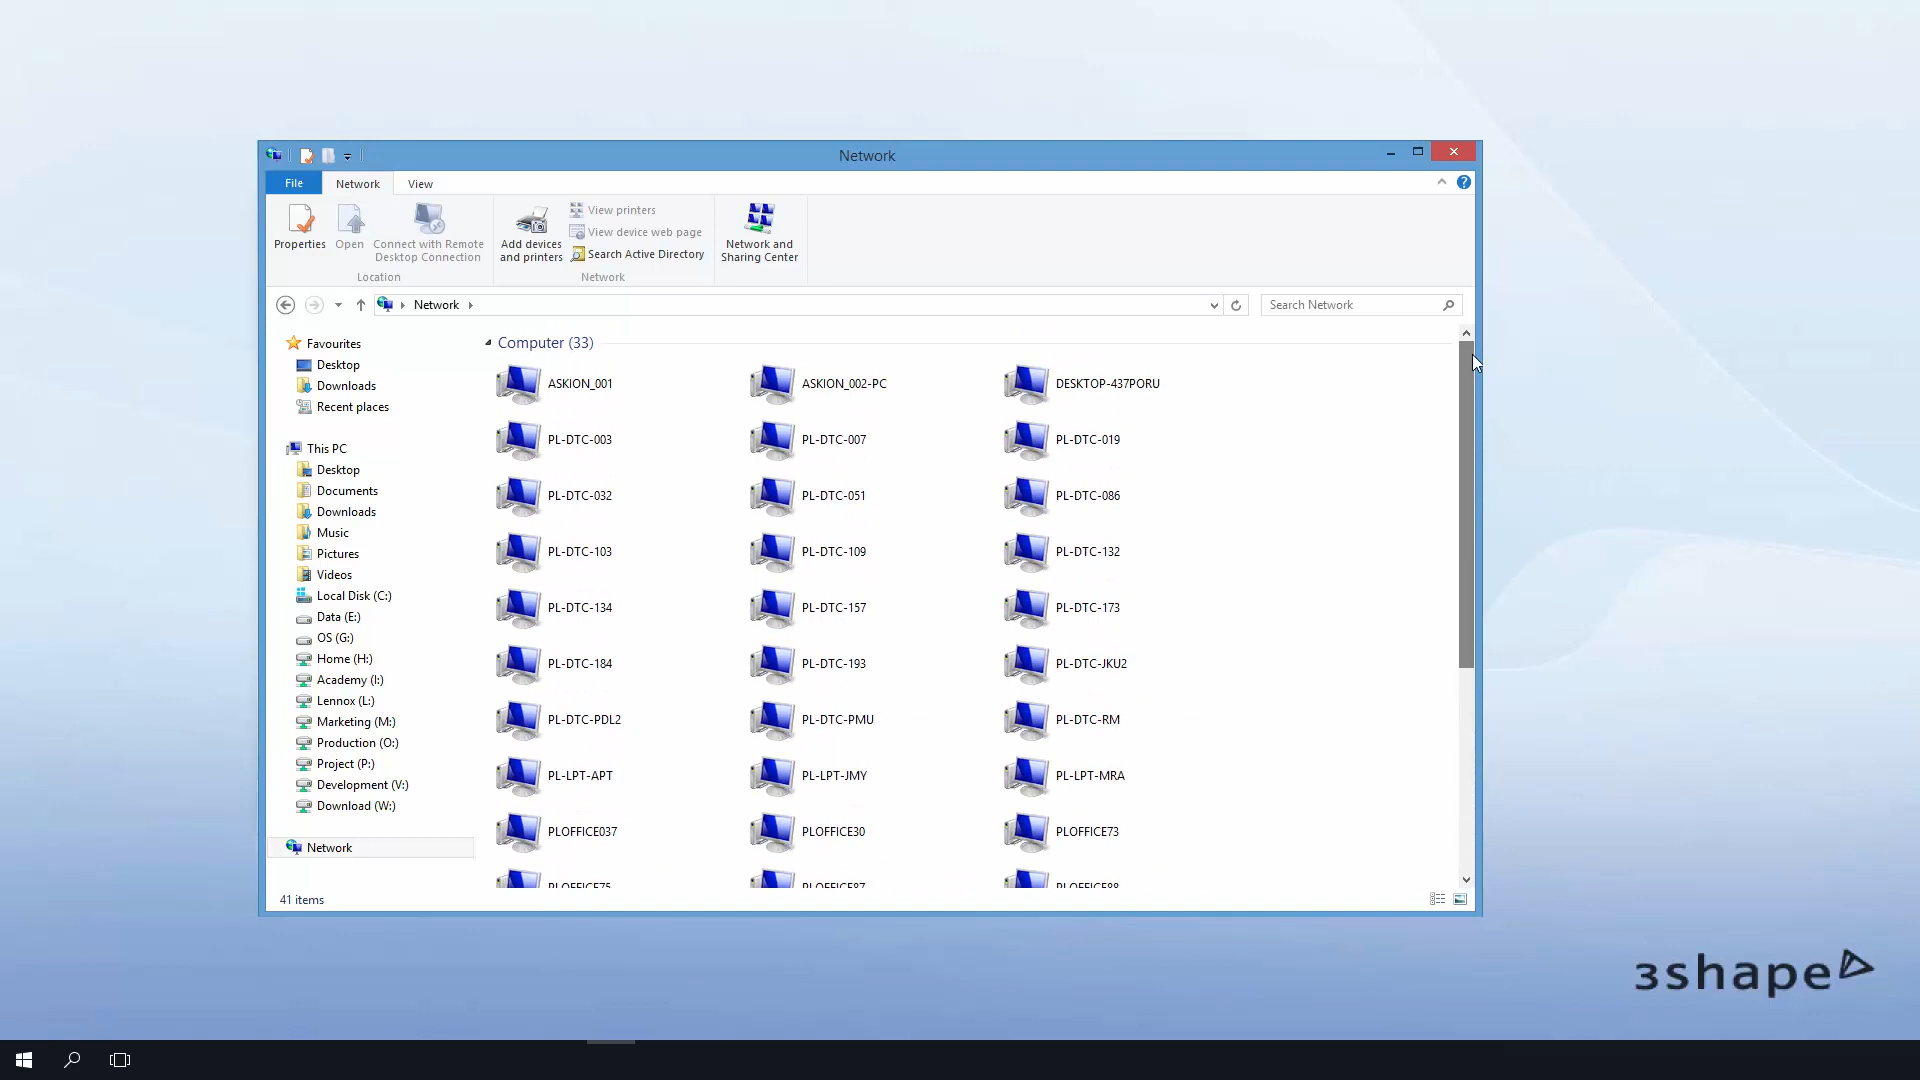 Network
File Network View
Properties
Open
Connect with Remote
Desktop Connection
Location
Add devices
and printers
View printers
View device web page
Search Active Directory
Network
Network and
Sharing Center
Network
Search Network
Favourites
Desktop
Downloads
Recent places
This PC
Desktop
Documents
Downloads
Music
Pictures
Videos
Local Disk (C:)
Data (E:)
OS (G:)
Home (H:)
Academy (I:)
Lennox (L:)
Marketing (M:)
Production (O:)
Project (P:)
Development (V:)
Download (W:)
Network
Computer (33)
ASKION_001 ASKION_002-PC DESKTOP-437PORU
PL-DTC-003 PL-DTC-007 PL-DTC-019
PL-DTC-032 PL-DTC-051 PL-DTC-086
PL-DTC-103 PL-DTC-109 PL-DTC-132
PL-DTC-134 PL-DTC-157 PL-DTC-173
PL-DTC-184 PL-DTC-193 PL-DTC-JKU2
PL-DTC-PDL2 PL-DTC-PMU PL-DTC-RM
PL-LPT-APT PL-LPT-JMY PL-LPT-MRA
PLOFFICE037 PLOFFICE30 PLOFFICE73
PLOFFICE75 PLOFFICE87 PLOFFICE88
41 items
3shape